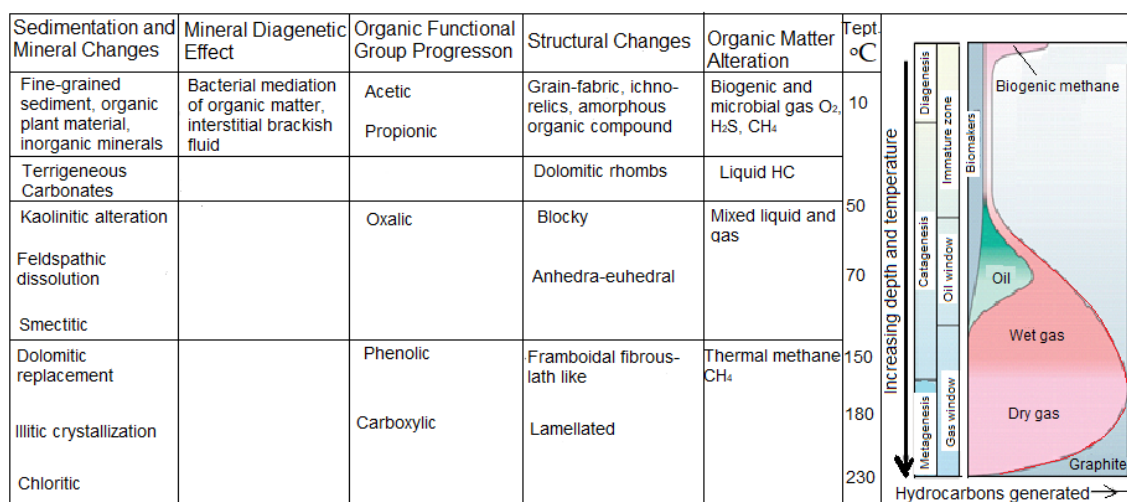 Sedimentation and
Mineral Changes
Mineral Diagenetic
Effect
Organic Functional
Group Progresson
Structural Changes
Organic Matter
Alteration
Tept.
oC
Fine-grained
sediment, organic
plant material,
inorganic minerals
Bacterial mediation
of organic matter,
interstitial brackish
fluid
Acetic
Propionic
Grain-fabric, ichno-
relics, amorphous
organic compound
Biogenic and
microbial gas O2,
H2S, CH4
10
Terrigeneous
Carbonates
Dolomitic rhombs
Liquid HC
Kaolinitic alteration
Feldspathic
dissolution
Smectitic
Oxalic
Blocky
Anhedra-euhedral
Mixed liquid and
gas
50
70
Dolomitic
replacement
Illitic crystallization
Chloritic
Phenolic
Carboxylic
Framboidal fibrous-
lath like
Lamellated
Thermal methane
CH4
150
180
230
Increasing depth and temperature
Diagenesis
Catagenesis
Metagenesis
Immature zone
Oil window
Gas window
Biomakers
Biogenic methane
Oil
Wet gas
Dry gas
Graphite
Hydrocarbons generated